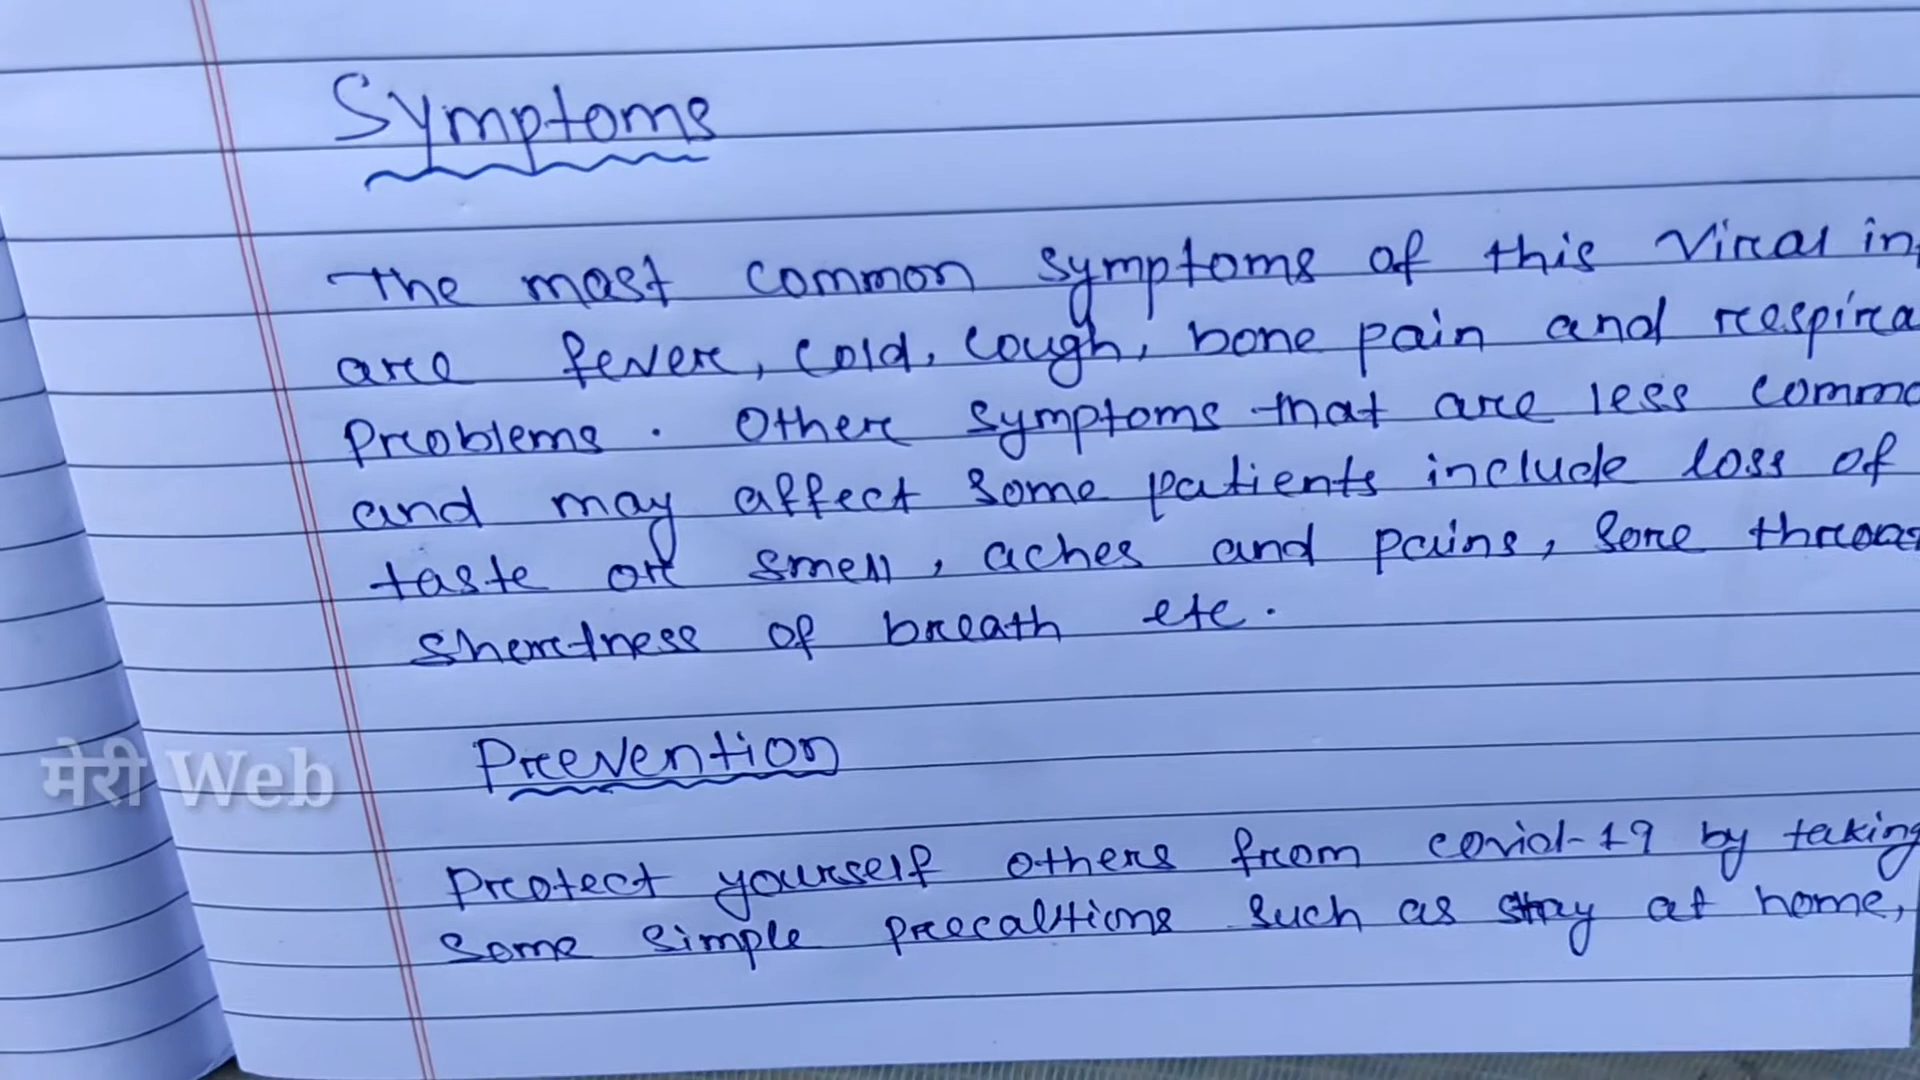 Symptoms
The most common symptoms of this Viral in
are fever, cold, cough, bone pain and respira
Problems. Other symptoms that are less commo
and may affect some patients include loss of
taste or smell, aches and pains, sore throa
shortness of breath etc.
Prevention
Protect yourself others from covid-19 by taking
some simple precaltions such as stay at home,
मेरी Web